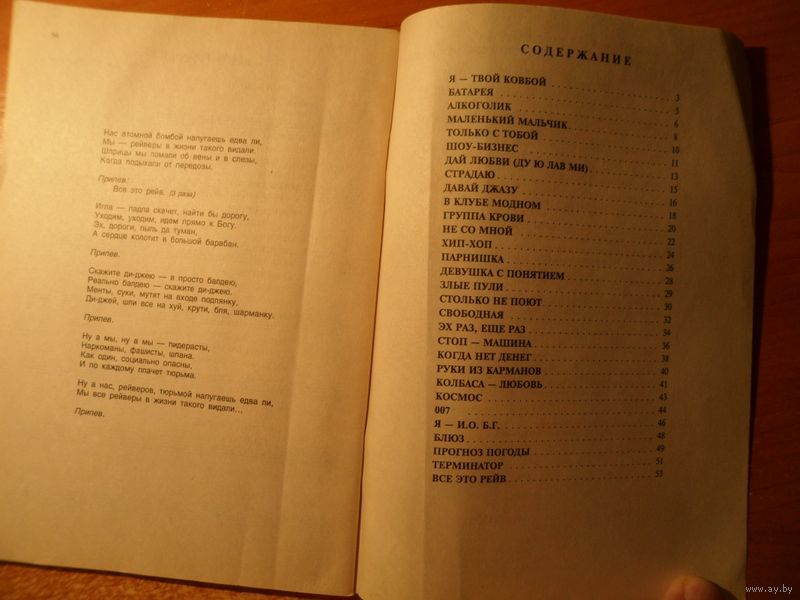 54
Нас атомной бомбой напугаешь едва ли,
Мы — рейверы в жизни такого видали.
Шприцы мы ломали об вены и в слезы,
Когда подыхали от передозы.
Припев:
Все это рейв. (3 раза)
Игла — падла скачет, найти бы дорогу,
Уходим, уходим, идем прямо к Богу.
Эх, дороги, пыль да туман,
А сердце колотит в большой барабан.
Припев.
Скажите ди-джею — я просто балдею,
Реально балдею — скажите ди-джею.
Менты, суки, мутят на входе подлянку,
Ди-джей, шли все на хуй, крути, бля, шарманку.
Припев.
Ну а мы, ну а мы — пидерасты,
Наркоманы, фашисты, шпана.
Как один, социально опасны,
И по каждому плачет тюрьма.
Ну а нас, рейверов, тюрьмой напугаешь едва ли,
Мы все рейверы в жизни такого видали...
Припев.
СОДЕРЖАНИЕ
Я — ТВОЙ КОВБОЙ 3
БАТАРЕЯ 5
АЛКОГОЛИК 6
МАЛЕНЬКИЙ МАЛЬЧИК 8
ТОЛЬКО С ТОБОЙ 10
ШОУ-БИЗНЕС 11
ДАЙ ЛЮБВИ (ДУ Ю ЛАВ МИ) 13
СТРАДАЮ 15
ДАВАЙ ДЖАЗУ 16
В КЛУБЕ МОДНОМ 18
ГРУППА КРОВИ 20
НЕ СО МНОЙ 22
ХИП-ХОП 24
ПАРНИШКА 26
ДЕВУШКА С ПОНЯТИЕМ 28
ЗЛЫЕ ПУЛИ 29
СТОЛЬКО НЕ ПОЮТ 30
СВОБОДНАЯ 32
ЭХ РАЗ, ЕЩЕ РАЗ 34
СТОП — МАШИНА 36
КОГДА НЕТ ДЕНЕГ 38
РУКИ ИЗ КАРМАНОВ 40
КОЛБАСА — ЛЮБОВЬ 41
КОСМОС 43
007 44
Я — И.О. Б.Г. 46
БЛЮЗ 48
ПРОГНОЗ ПОГОДЫ 49
ТЕРМИНАТОР 51
ВСЕ ЭТО РЕЙВ 53
www.ay.by